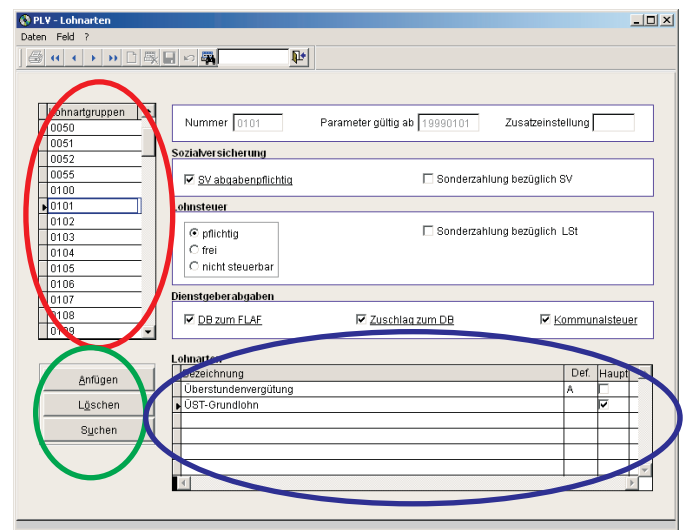 PLV - Lohnarten
Daten Feld ?
Lohnartgruppen
0050
0051
0052
0055
0100
0101
0102
0103
0104
0105
0106
0107
0108
0109
Anfügen
Löschen
Suchen
Nummer 0101 Parameter gültig ab 19990101 Zusatzeinstellung
Sozialversicherung
SV abgabenpflichtig Sonderzahlung bezüglich SV
Lohnsteuer
pflichtig Sonderzahlung bezüglich LSt
frei
nicht steuerbar
Dienstgeberabgaben
DB zum FLAF Zuschlag zum DB Kommunalsteuer
Lohnarten
Bezeichnung Def. Haupt
Überstundenvergütung A
ÜST-Grundlohn